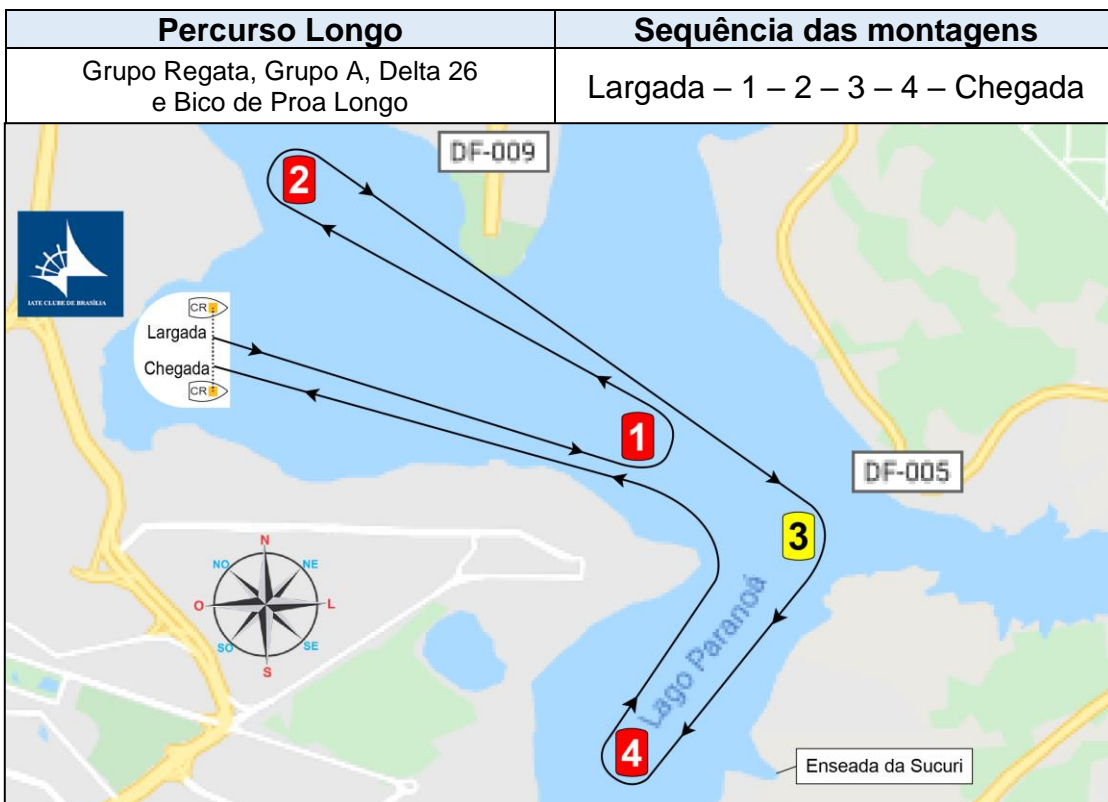 Percurso Longo
Sequência das montagens
Grupo Regata, Grupo A, Delta 26
e Bico de Proa Longo
Largada – 1 – 2 – 3 – 4 – Chegada
DF-009
2
IATE CLUBE DE BRASÍLIA
CR
Largada
Chegada
CR
1
DF-005
3
N
NO
NE
O
L
SO
SE
S
Lago Paranoá
4
Enseada da Sucuri